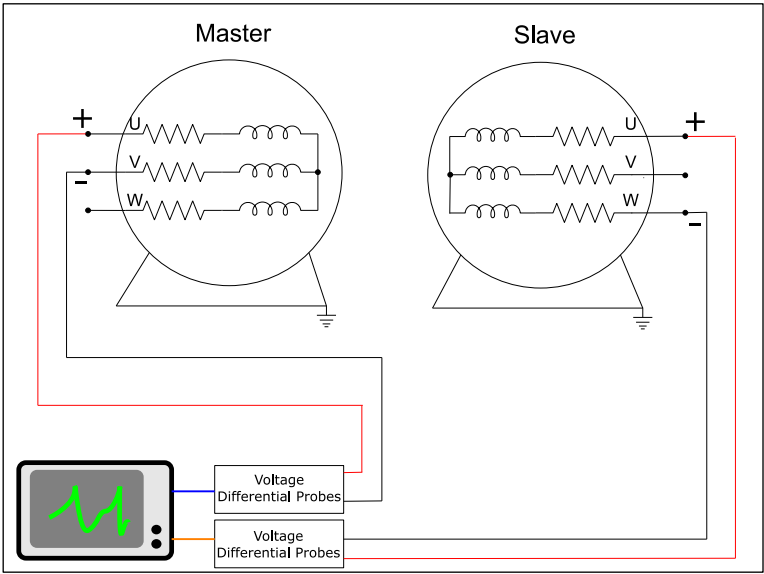 Master
Slave
+
U
V
-
W
U
+
V
W
-
Voltage
Differential Probes
Voltage
Differential Probes